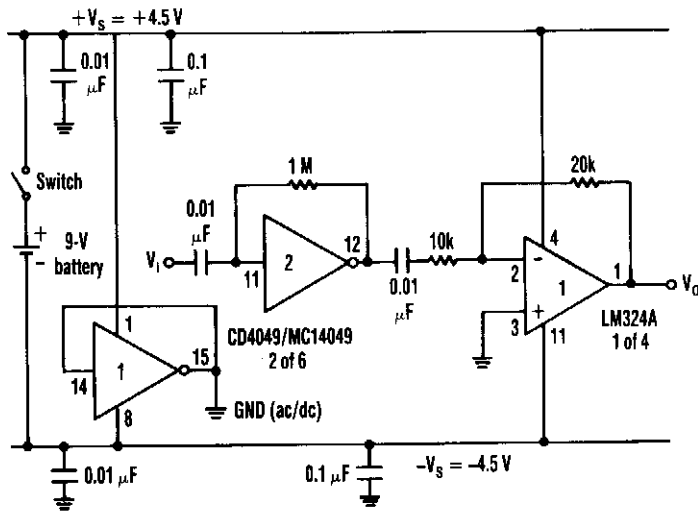 +Vs = +4.5 V
0.01
μF
0.1
μF
Switch
+
9-V
-
battery
1 M
20k
0.01
μF
Vi
11
2
12
0.01
μF
10k
2
-
4
1
1
+
3
11
Vo
LM324A
1 of 4
CD4049/MC14049
2 of 6
1
14
1
15
8
GND (ac/dc)
0.01 μF
0.1 μF
-Vs = -4.5 V